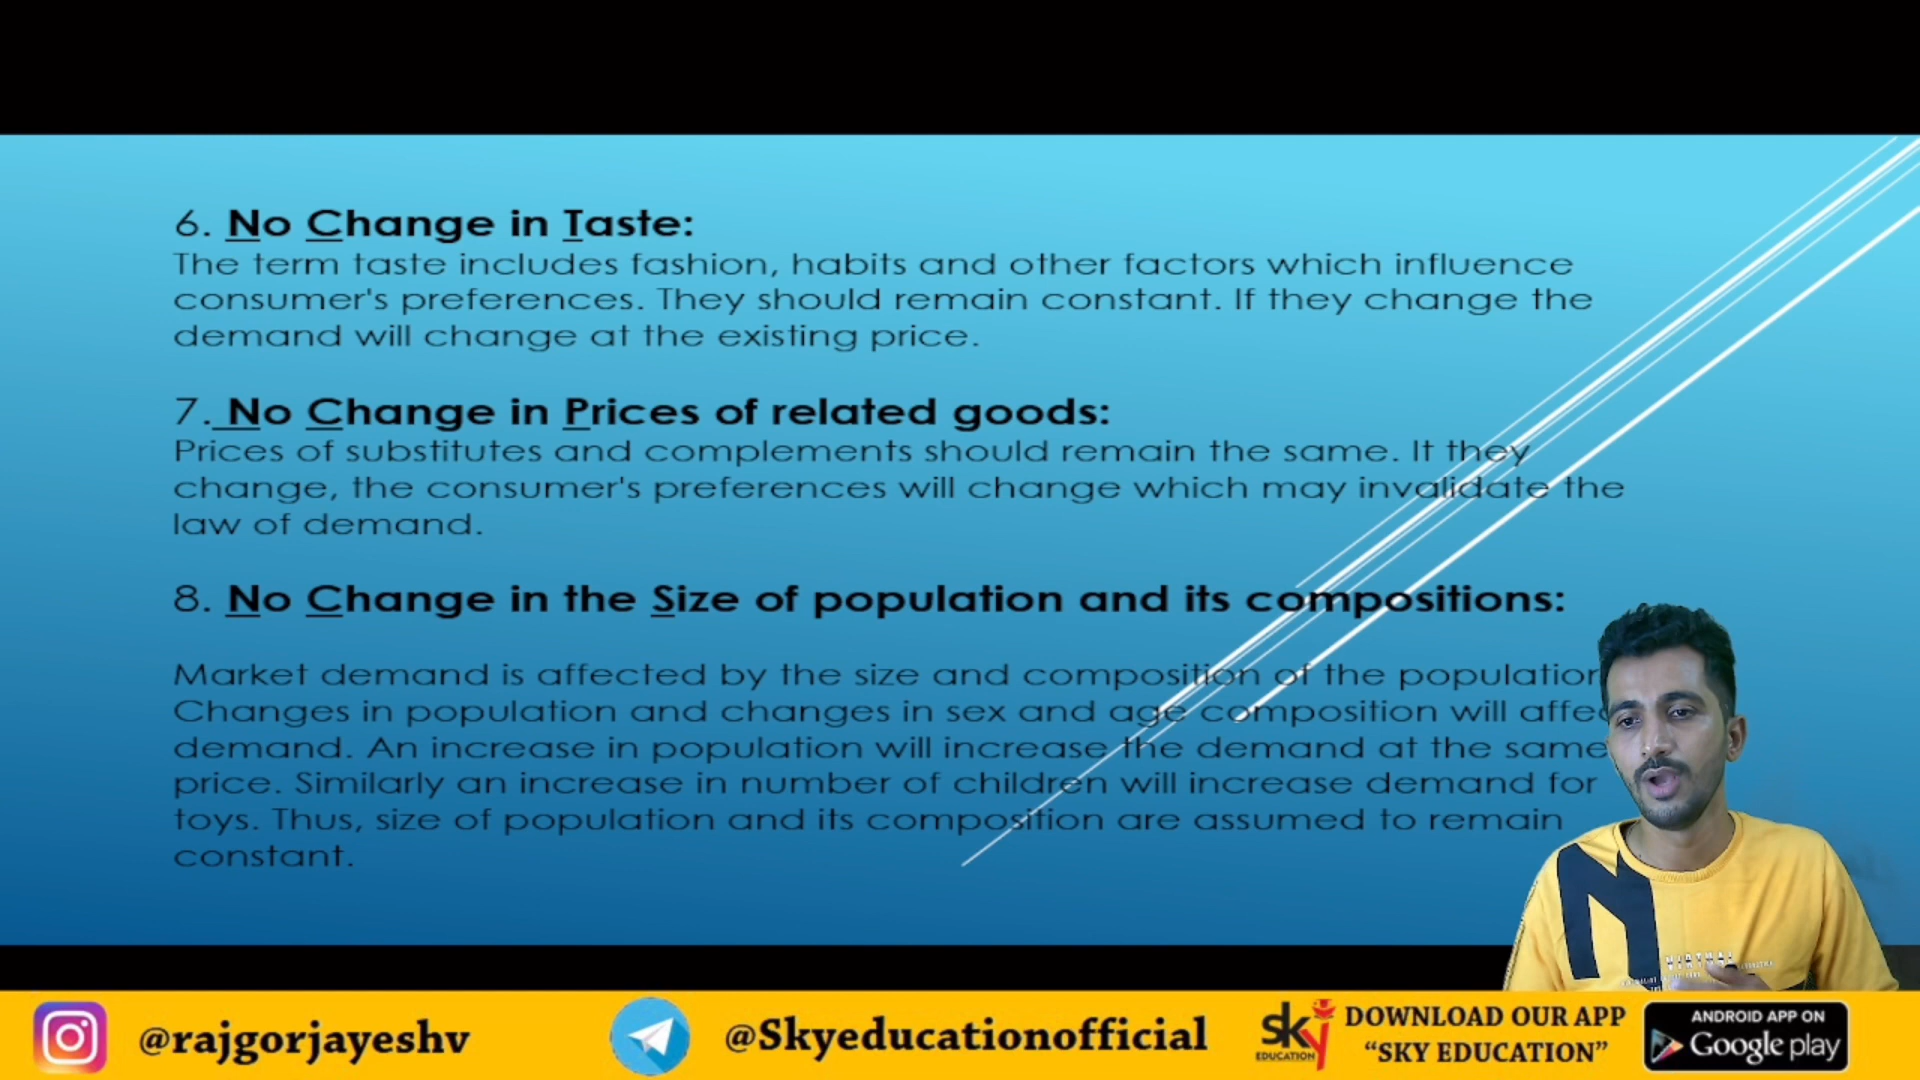 6. No Change in Taste:
The term taste includes fashion, habits and other factors which influence
consumer's preferences. They should remain constant. If they change the
demand will change at the existing price.
7. No Change in Prices of related goods:
Prices of substitutes and complements should remain the same. It they
change, the consumer's preferences will change which may invalidate the
law of demand.
8. No Change in the Size of population and its compositions:
Market demand is affected by the size and composition of the
Changes in population and changes in sex and age composition will
demand. An increase in population will increase the demand at the same
price. Similarly an increase in number of children will increase demand for
toys. Thus, size of population and its composition are assumed to remain
constant.
N
VIRTUAL
@rajgorjayeshv
@Skyeducationofficial
sky
EDUCATION
DOWNLOAD OUR APP
“SKY EDUCATION”
ANDROID APP ON
Google play